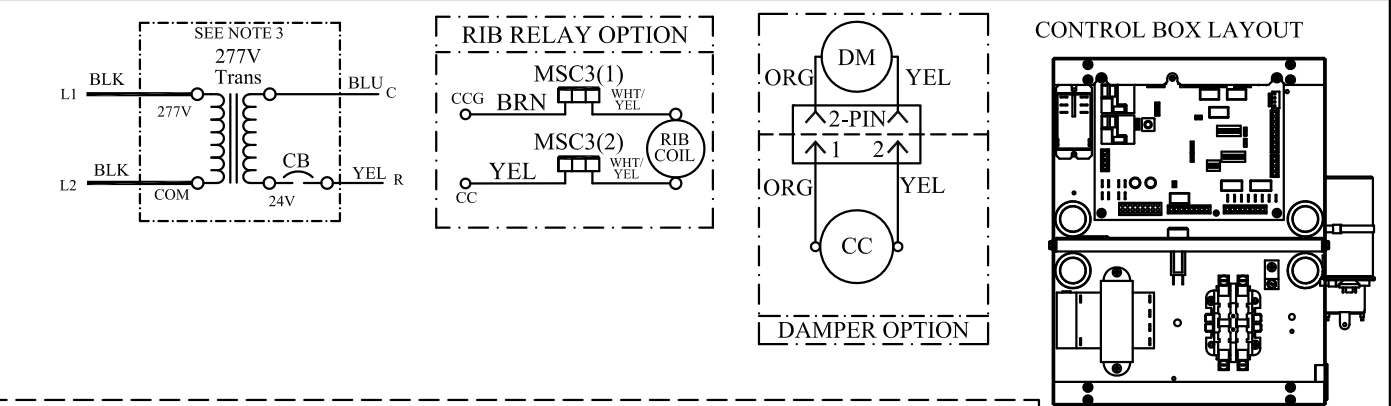 SEE NOTE 3
277V
Trans
BLK
L1
277V
BLU
C
BLK
L2
COM
CB
24V
YEL
R
RIB RELAY OPTION
MSC3(1)
CCG
BRN
WHT/
YEL
MSC3(2)
YEL
CC
WHT/
YEL
RIB
COIL
DM
ORG
YEL
2-PIN
1
2
ORG
YEL
CC
DAMPER OPTION
CONTROL BOX LAYOUT